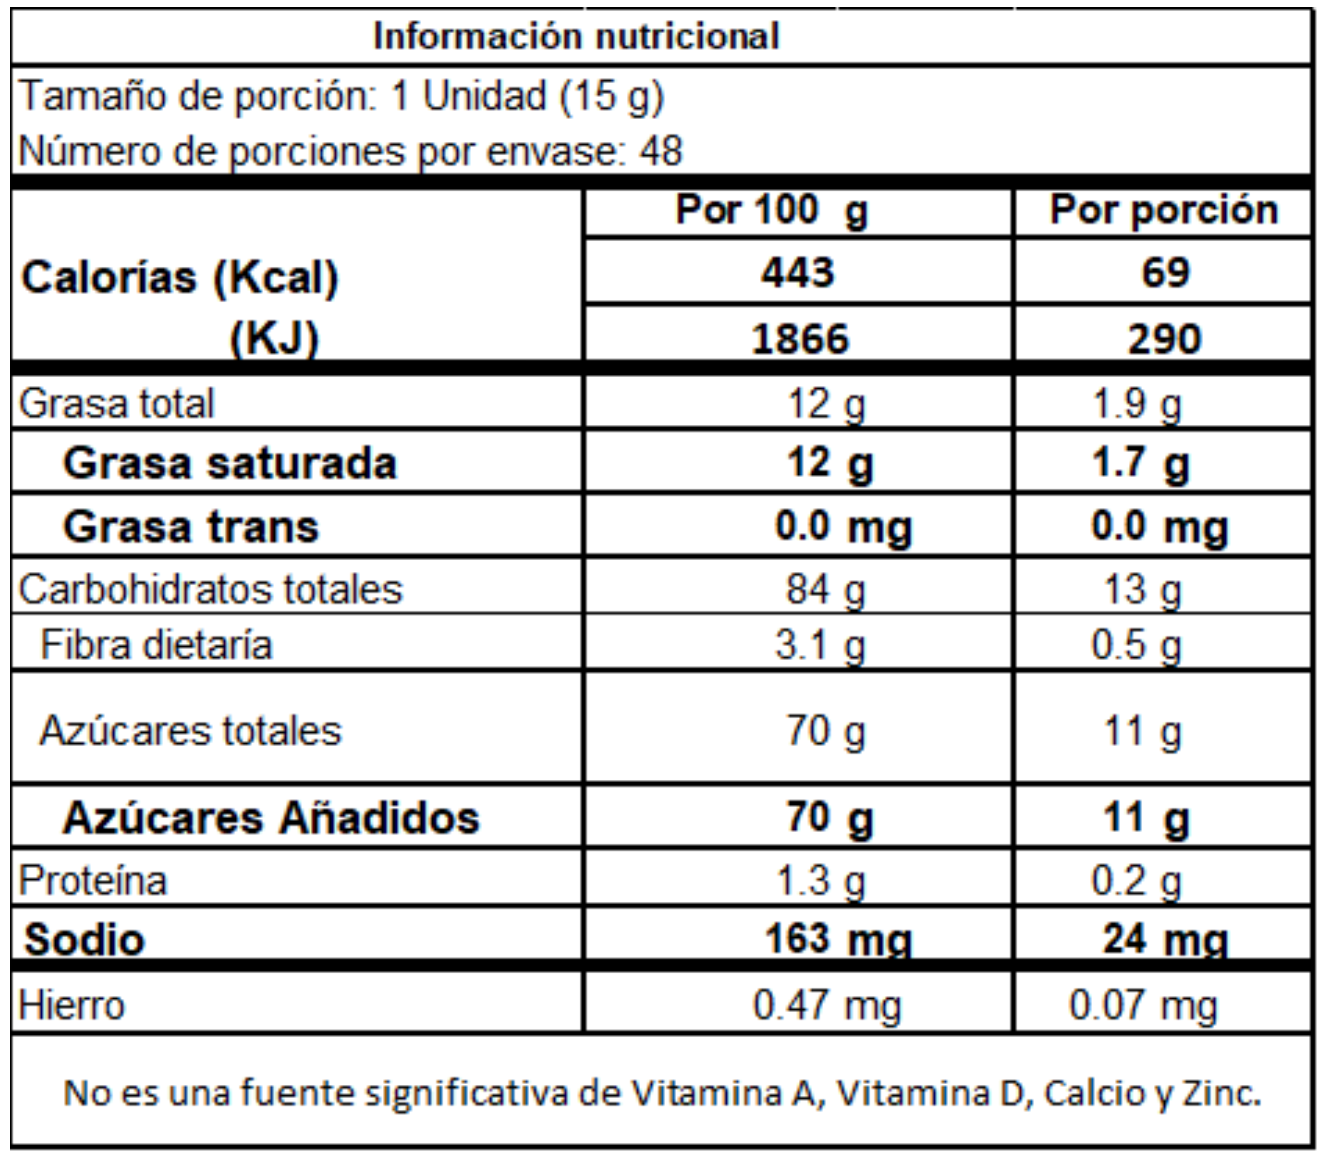 Información nutricional
Tamaño de porción: 1 Unidad (15 g)
Número de porciones por envase: 48
Por 100 g Por porción
Calorías (Kcal) 443 69
(KJ) 1866 290
Grasa total 12 g 1.9 g
Grasa saturada 12 g 1.7 g
Grasa trans 0.0 mg 0.0 mg
Carbohidratos totales 84 g 13 g
Fibra dietaría 3.1 g 0.5 g
Azúcares totales 70 g 11 g
Azúcares Añadidos 70 g 11 g
Proteína 1.3 g 0.2 g
Sodio 163 mg 24 mg
Hierro 0.47 mg 0.07 mg
No es una fuente significativa de Vitamina A, Vitamina D, Calcio y Zinc.